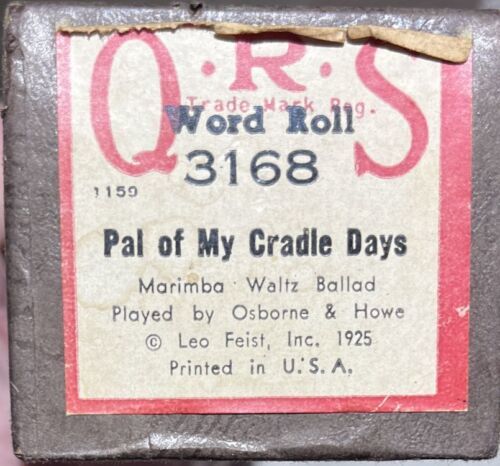 Q·R·S
Trade Mark Reg.
Word Roll
3168
1159
Pal of My Cradle Days
Marimba Waltz Ballad
Played by Osborne & Howe
© Leo Feist, Inc. 1925
Printed in U.S.A.